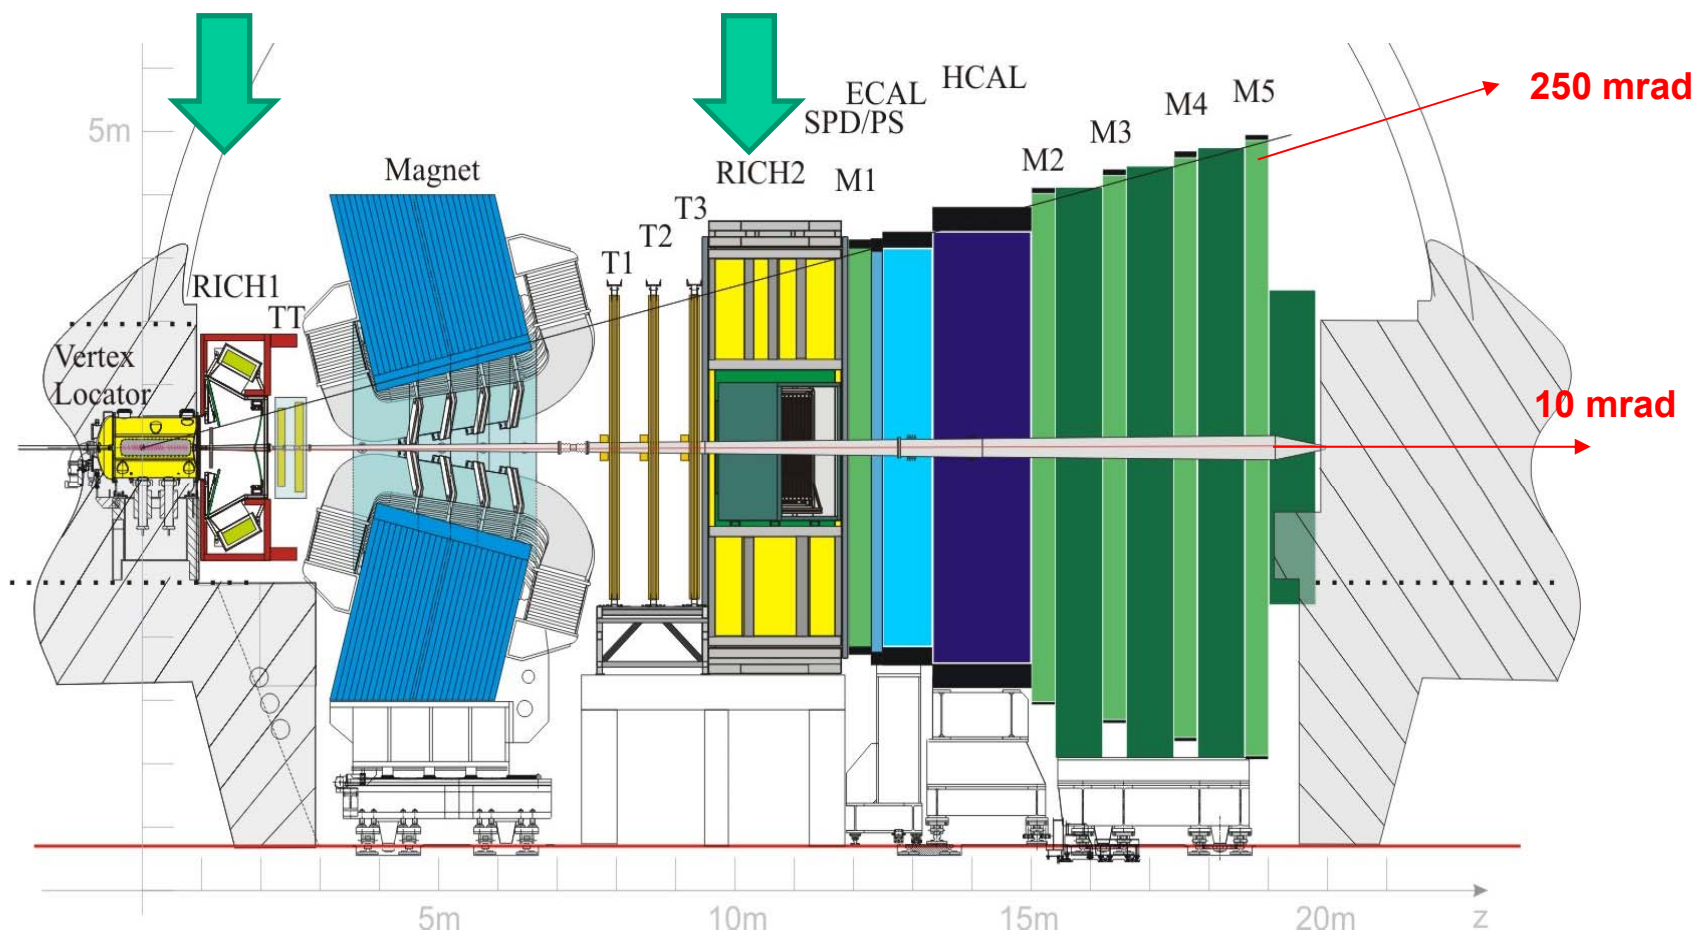 HCAL
ECAL
250 mrad
M5
M4
SPD/PS
5m
M3
M2
Magnet
RICH2
M1
T3
T2
T1
RICH1
TT
Vertex
Locator
10 mrad
5m
10m
15m
20m
z